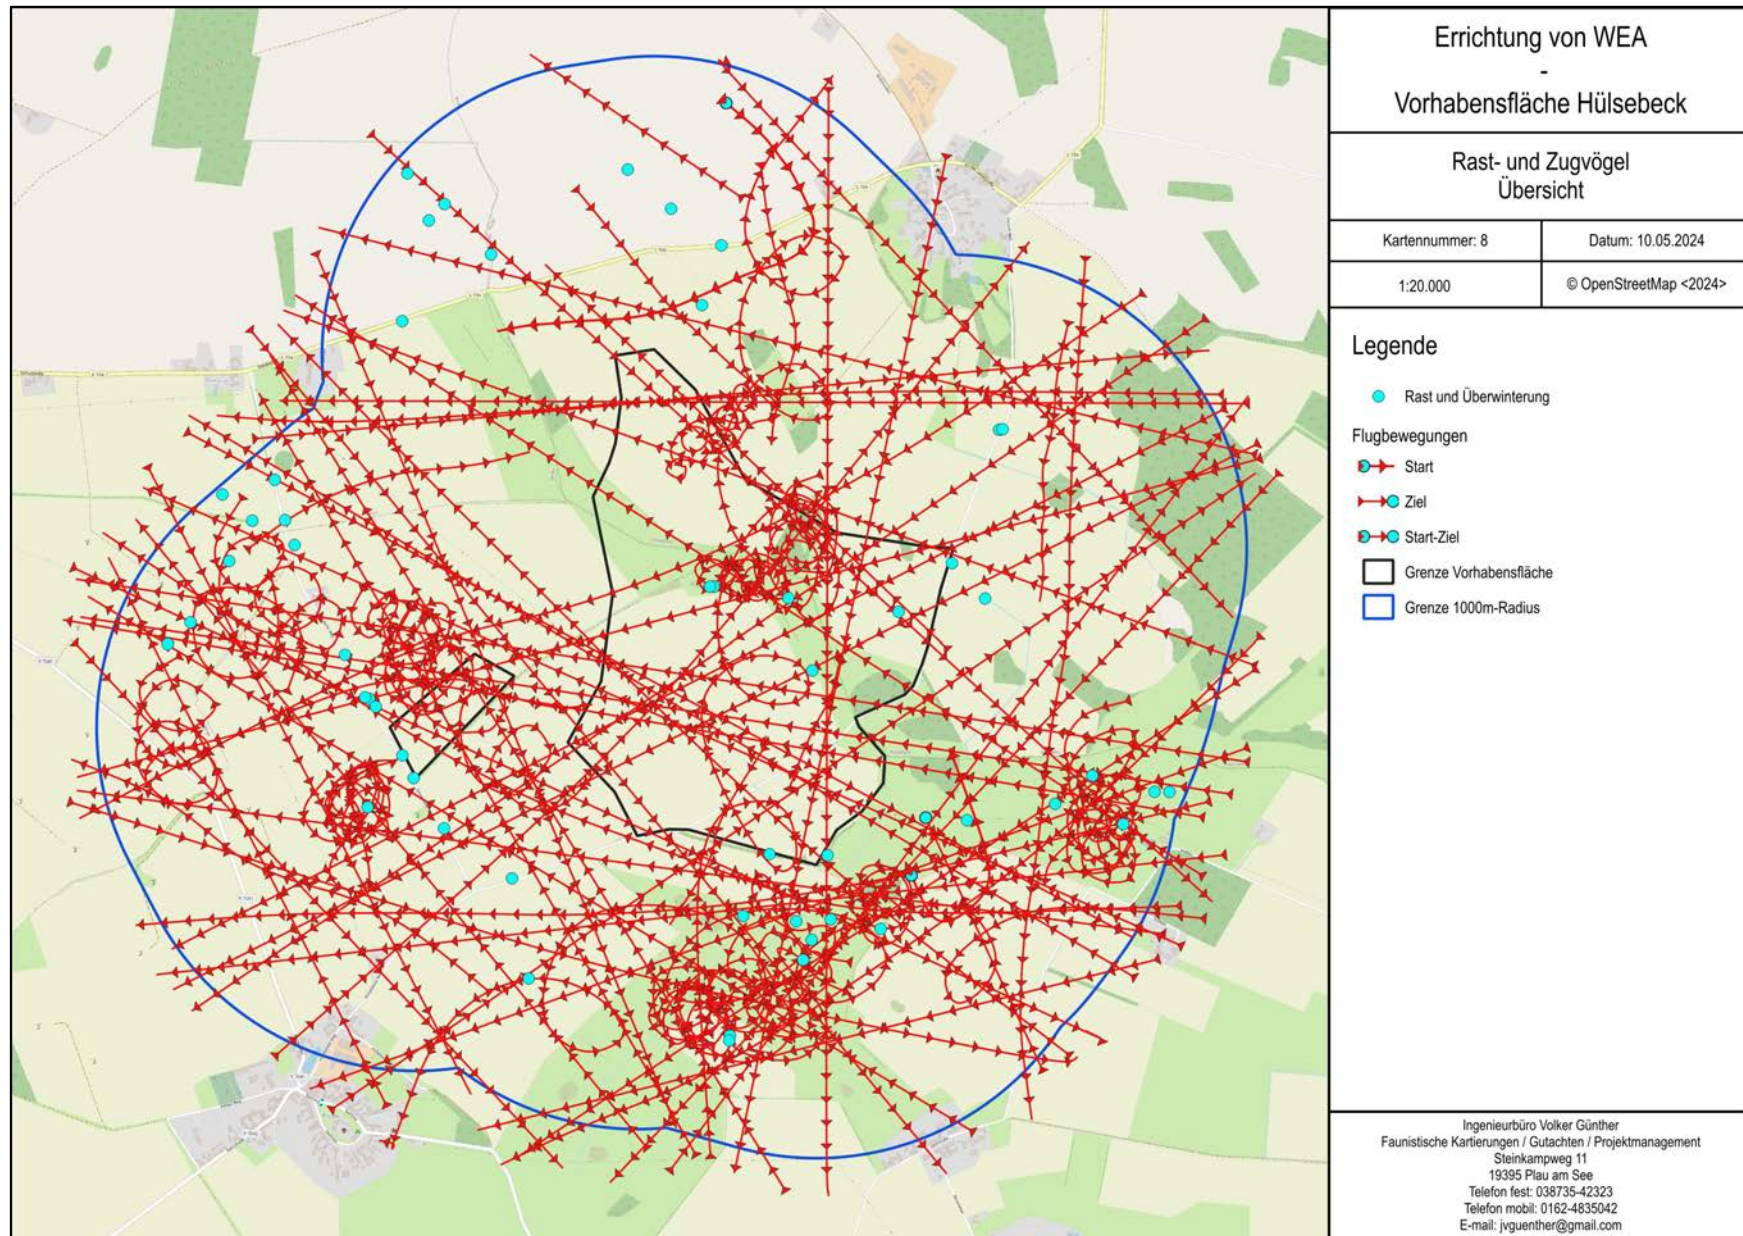 Errichtung von WEA
-
Vorhabensfläche Hülsebeck
Rast- und Zugvögel
Übersicht
Kartennummer: 8
Datum: 10.05.2024
1:20.000
© OpenStreetMap <2024>
Legende
Rast und Überwinterung
Flugbewegungen
Start
Ziel
Start-Ziel
Grenze Vorhabensfläche
Grenze 1000m-Radius
Ingenieurbüro Volker Günther
Faunistische Kartierungen / Gutachten / Projektmanagement
Steinkampweg 11
19395 Plau am See
Telefon fest: 038735-42323
Telefon mobil: 0162-4835042
E-mail: jvguenther@gmail.com